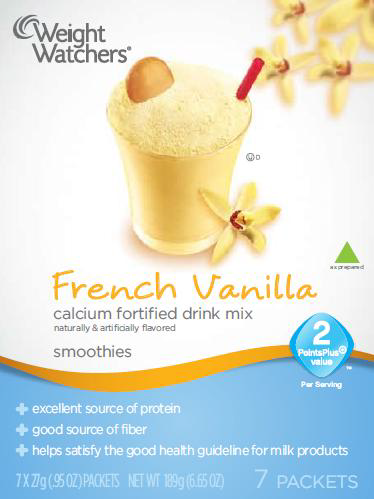 Weight
Watchers®
Ⓤ D
as prepared
French Vanilla
calcium fortified drink mix
naturally & artificially flavored
smoothies
2
PointsPlus
value
™
Per Serving
excellent source of protein
good source of fiber
helps satisfy the good health guideline for milk products
7 X 27g (.95 OZ) PACKETS NET WT 189g (6.65 OZ) 7 PACKETS